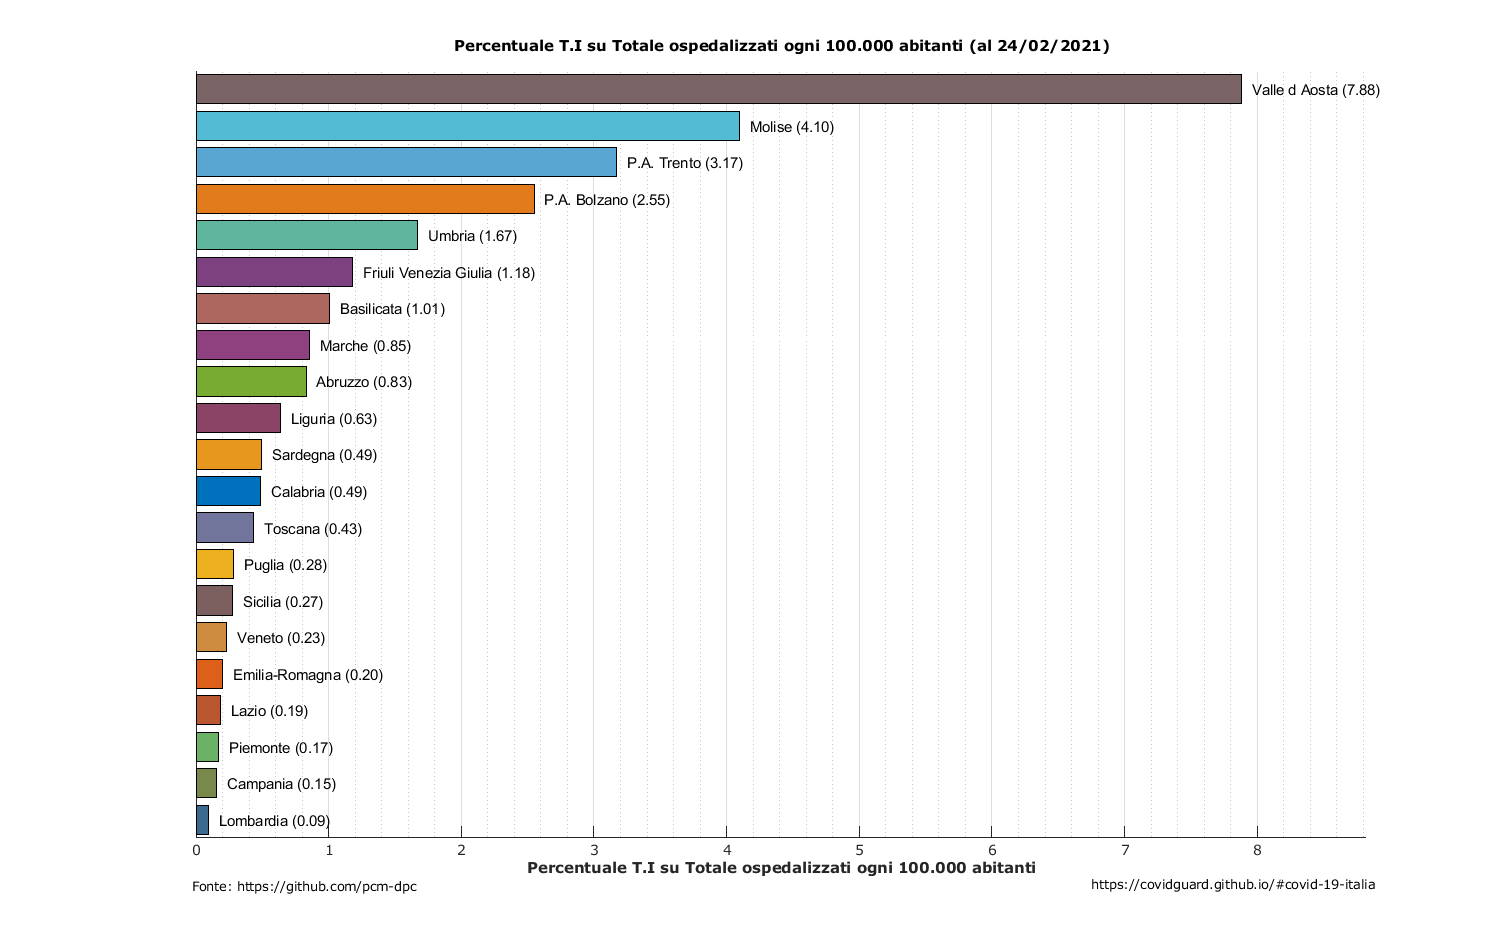 Percentuale T.I su Totale ospedalizzati ogni 100.000 abitanti (al 24/02/2021)
Valle d Aosta (7.88)
Molise (4.10)
P.A. Trento (3.17)
P.A. Bolzano (2.55)
Umbria (1.67)
Friuli Venezia Giulia (1.18)
Basilicata (1.01)
Marche (0.85)
Abruzzo (0.83)
Liguria (0.63)
Sardegna (0.49)
Calabria (0.49)
Toscana (0.43)
Puglia (0.28)
Sicilia (0.27)
Veneto (0.23)
Emilia-Romagna (0.20)
Lazio (0.19)
Piemonte (0.17)
Campania (0.15)
Lombardia (0.09)
0 1 2 3 4 5 6 7 8
Percentuale T.I su Totale ospedalizzati ogni 100.000 abitanti
Fonte: https://github.com/pcm-dpc
https://covidguard.github.io/#covid-19-italia